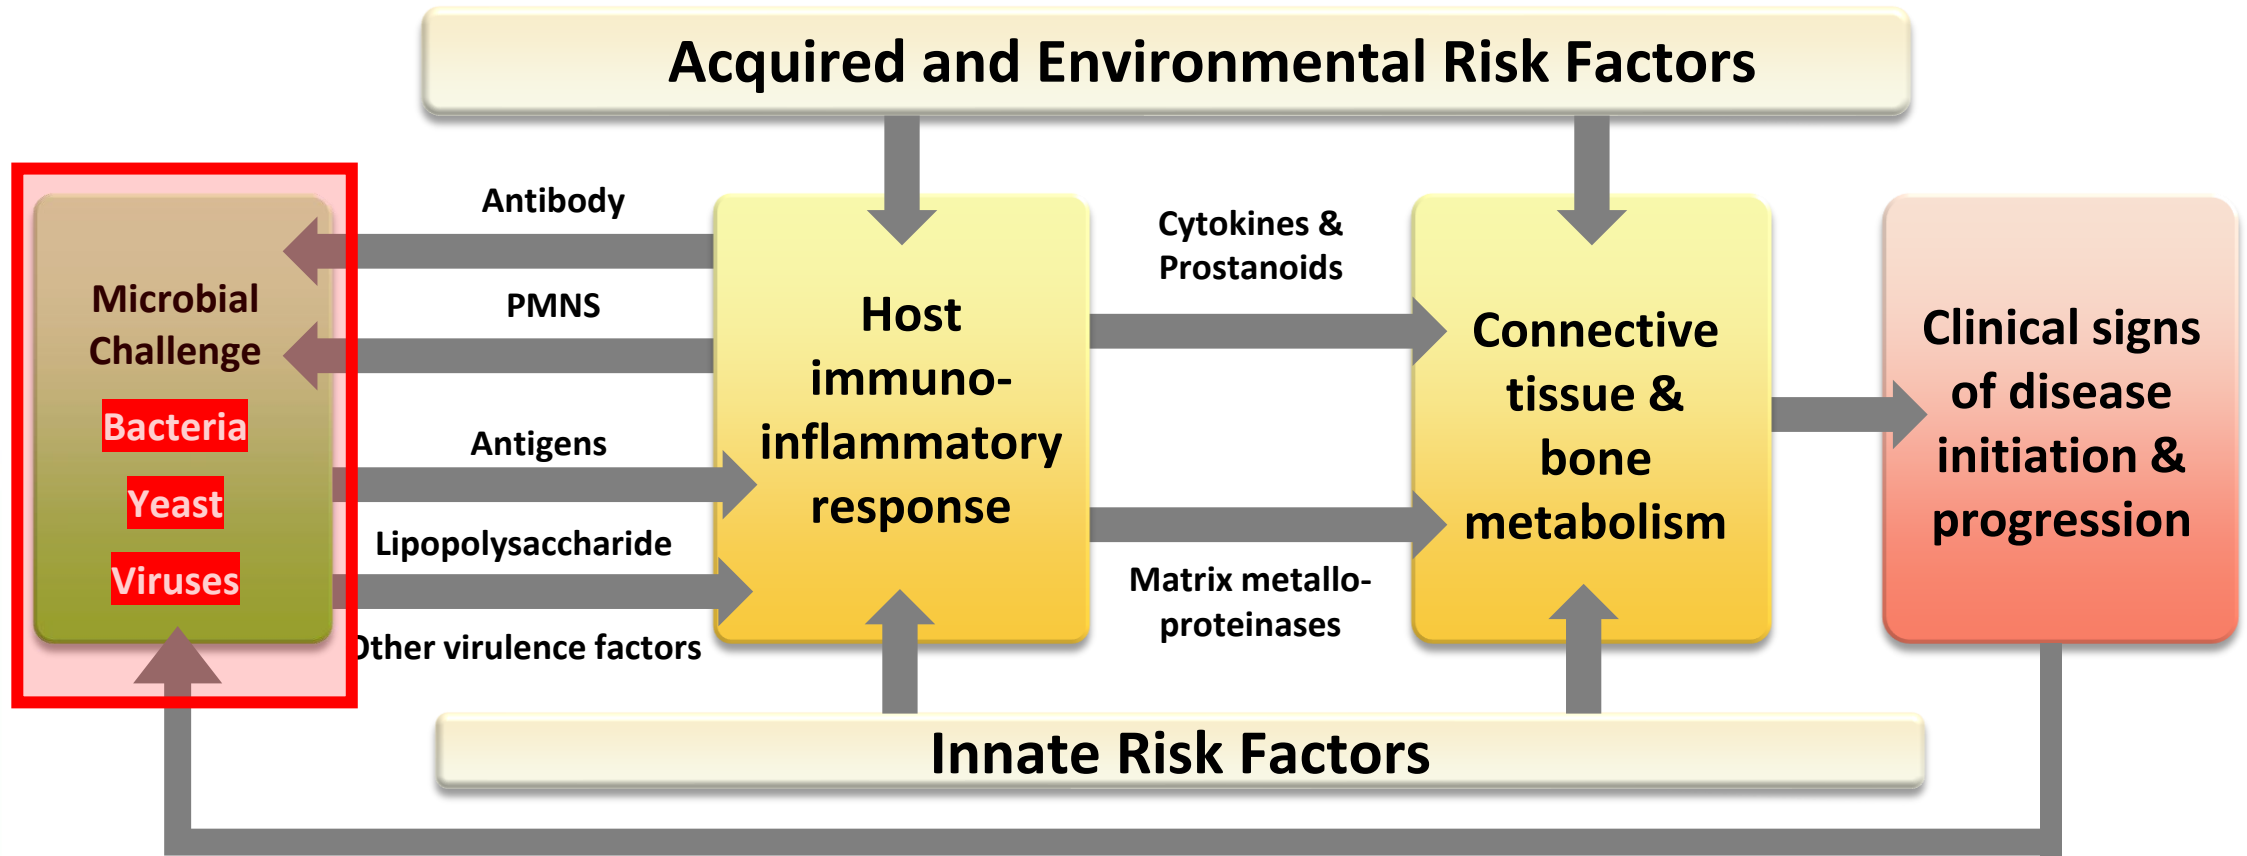 Acquired and Environmental Risk Factors
Microbial
Challenge
Bacteria
Yeast
Viruses
Antibody
PMNS
Antigens
Lipopolysaccharide
Other virulence factors
Host
immuno-
inflammatory
response
Cytokines &
Prostanoids
Matrix metallo-
proteinases
Connective
tissue &
bone
metabolism
Clinical signs
of disease
initiation &
progression
Innate Risk Factors